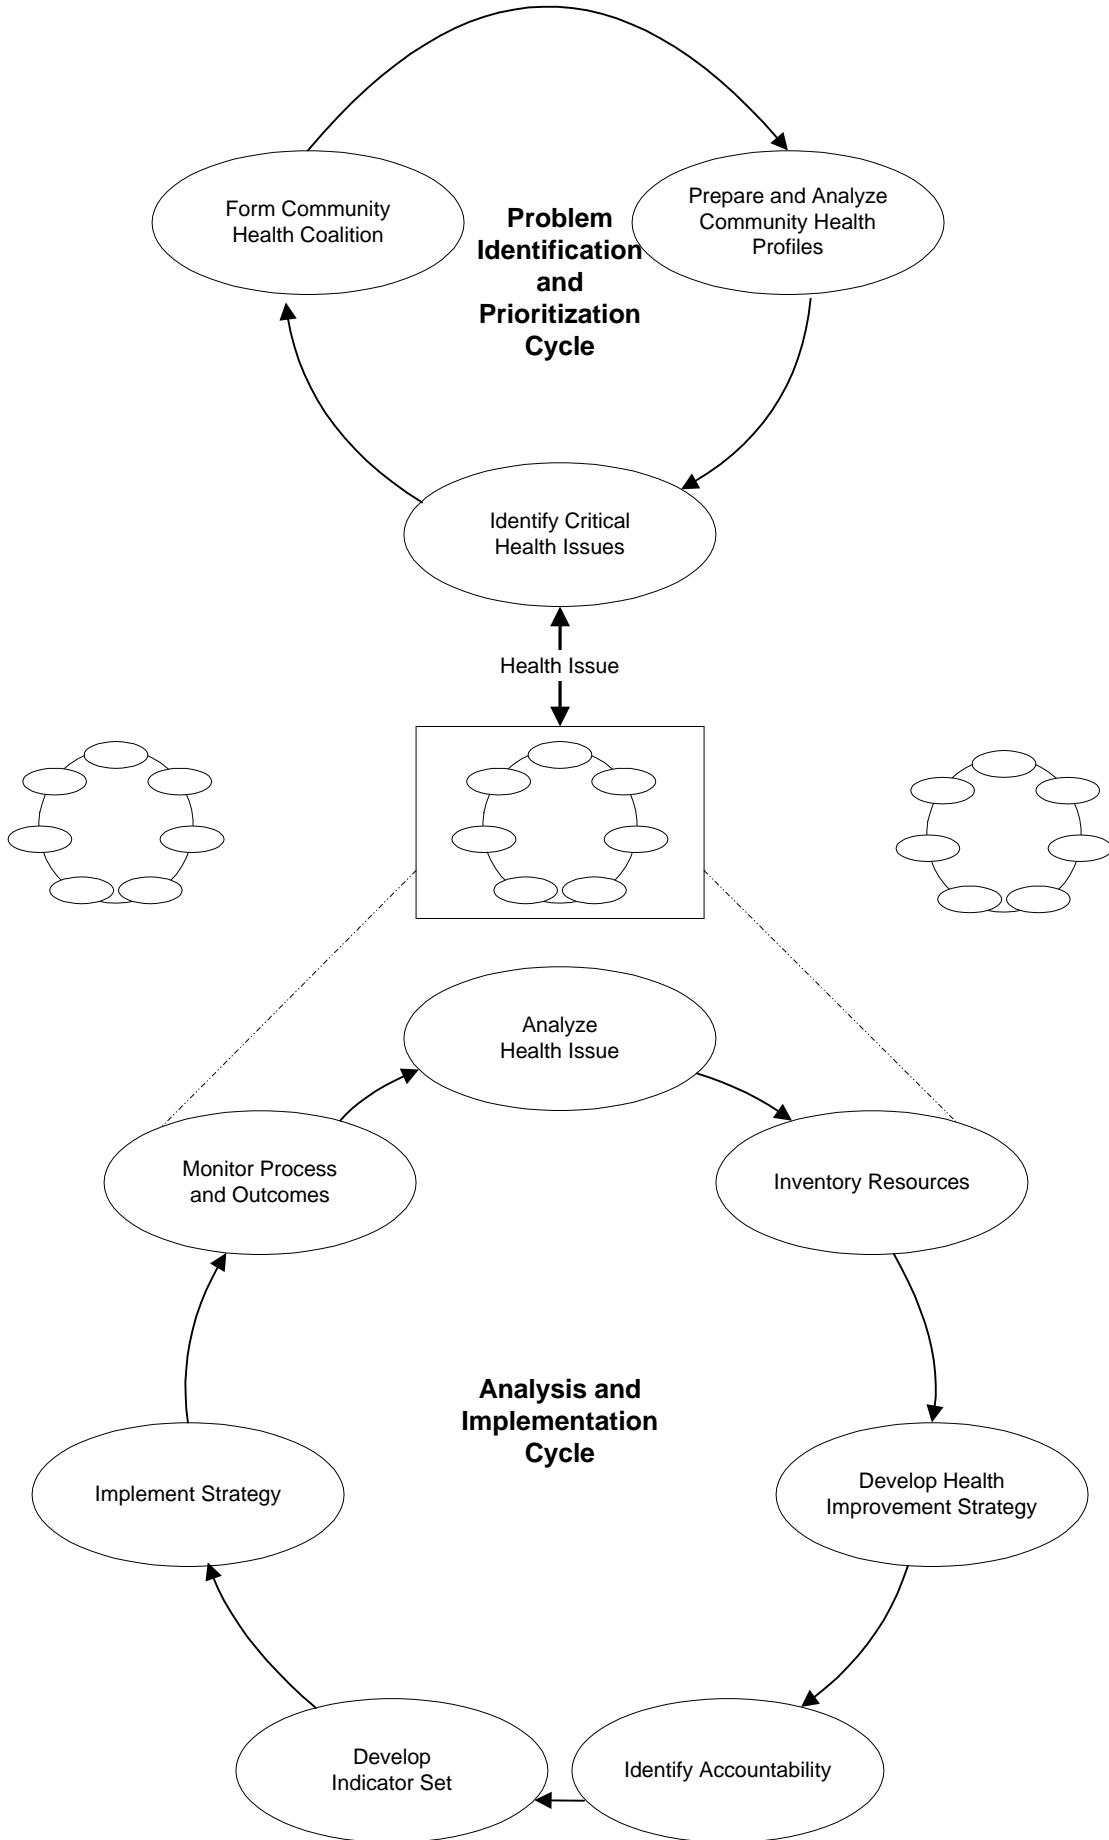 Form Community
Health Coalition
Problem
Identification
and
Prioritization
Cycle
Prepare and Analyze
Community Health
Profiles
Identify Critical
Health Issues
Health Issue
Analyze
Health Issue
Monitor Process
and Outcomes
Inventory Resources
Analysis and
Implementation
Cycle
Implement Strategy
Develop Health
Improvement Strategy
Develop
Indicator Set
Identify Accountability